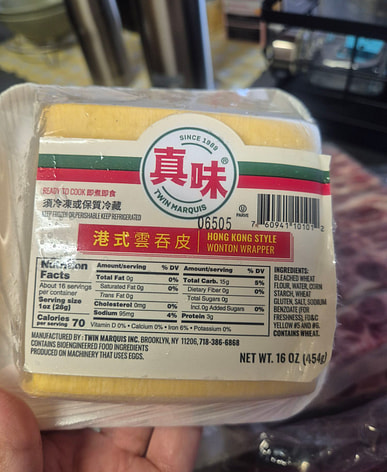 SINCE 1989
真味®
TWIN MARQUIS
READY TO COOK 即煮即食
須冷凍或保質冷藏
KEEP FROZEN OR PERISHABLE KEEP REFRIGERATED
06505
7 60941 10101 2
港式雲吞皮
HONG KONG STYLE
WONTON WRAPPER
Nutrition
Facts
About 16 servings
per container
Serving size
1oz (28g)
Calories
per serving 70
Amount/serving % DV
Total Fat 0g 0%
Saturated Fat 0g 0%
Trans Fat 0g
Cholesterol 0mg 0%
Sodium 95mg 4%
Amount/serving % DV
Total Carb. 15g 5%
Dietary Fiber 0g 0%
Total Sugars 0g
Incl. 0g Added Sugars 0%
Protein 3g
Vitamin D 0% • Calcium 0% • Iron 6% • Potassium 0%
INGREDIENTS:
BLEACHED WHEAT
FLOUR, WATER, CORN
STARCH, WHEAT
GLUTEN, SALT, SODIUM
BENZOATE (FOR
FRESHNESS), FD&C
YELLOW #5 AND #6.
CONTAINS WHEAT.
MANUFACTURED BY: TWIN MARQUIS INC. BROOKLYN, NY 11206, 718-386-6868
CONTAINS BIOENGINEERED FOOD INGREDIENTS
PRODUCED ON MACHINERY THAT USES EGGS.
NET WT. 16 OZ (454g)